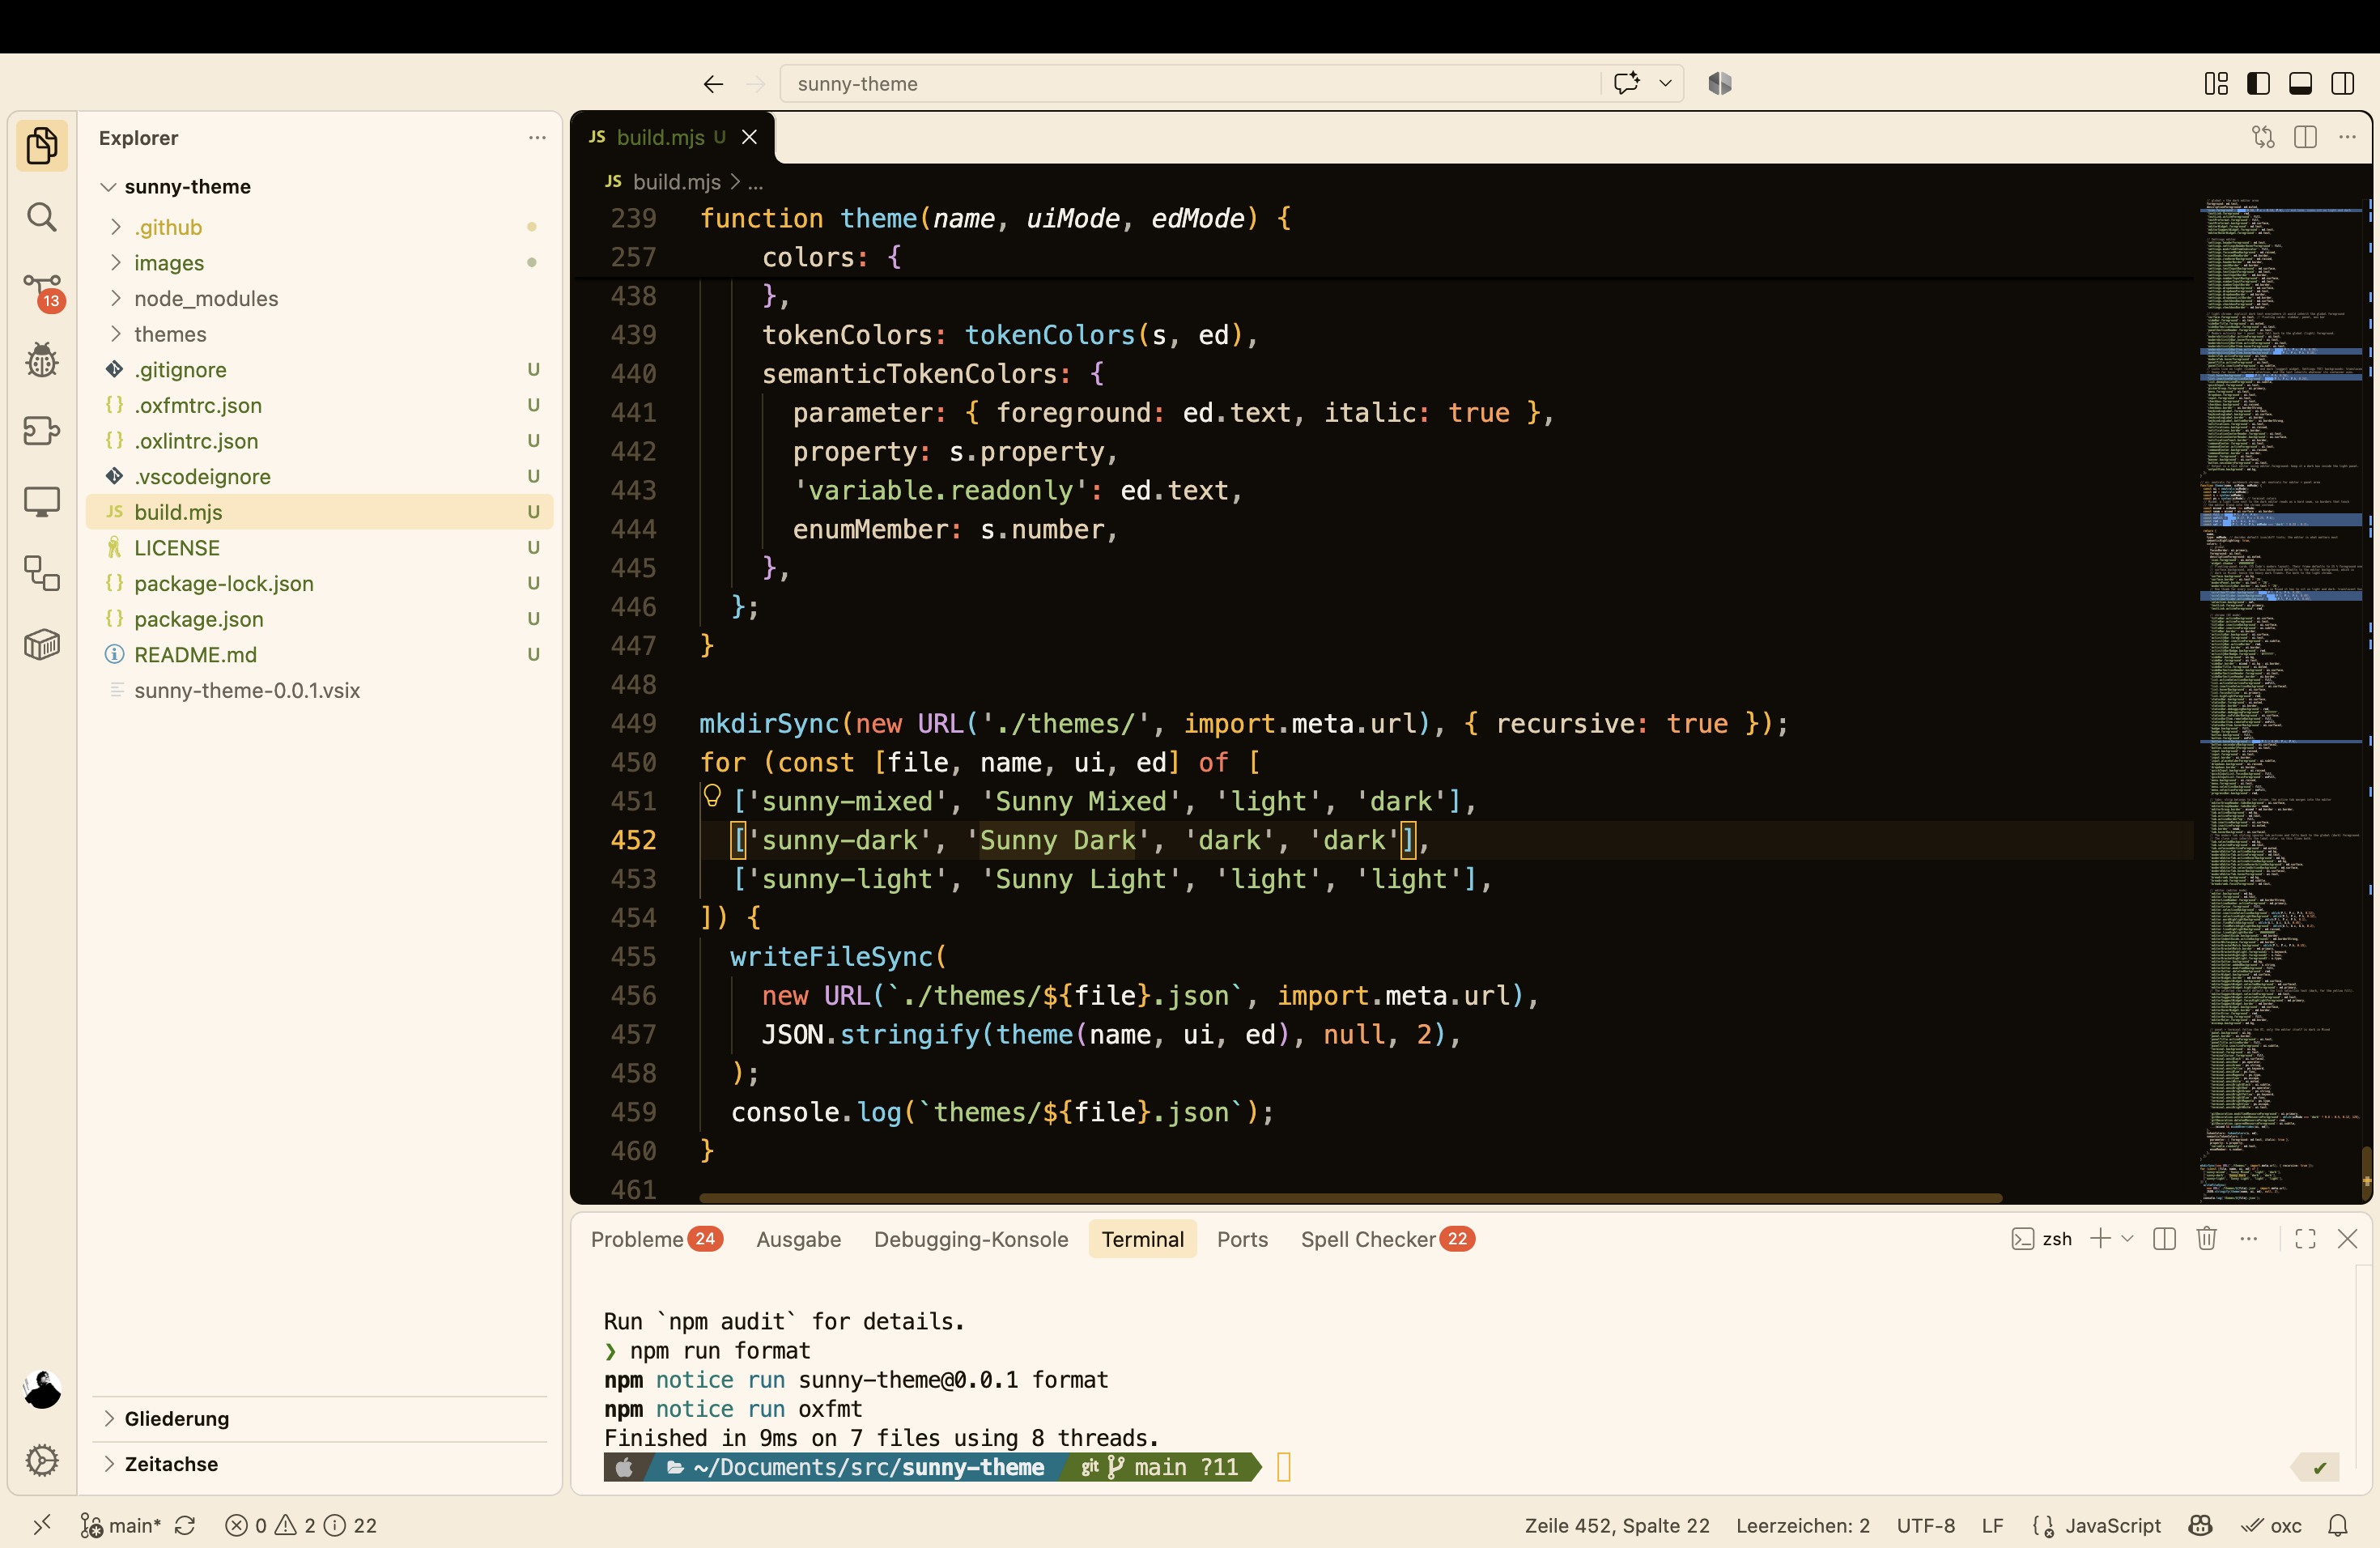 sunny-theme
Explorer
sunny-theme
.github
images
node_modules
themes
.gitignore U
.oxfmtrc.json U
.oxlintrc.json U
.vscodeignore U
JS build.mjs U
LICENSE U
package-lock.json U
package.json U
README.md U
sunny-theme-0.0.1.vsix
13
Gliederung
Zeitachse
JS build.mjs U
JS build.mjs > ...
239 function theme(name, uiMode, edMode) {
257 colors: {
438 },
439 tokenColors: tokenColors(s, ed),
440 semanticTokenColors: {
441 parameter: { foreground: ed.text, italic: true },
442 property: s.property,
443 'variable.readonly': ed.text,
444 enumMember: s.number,
445 },
446 };
447 }
448
449 mkdirSync(new URL('./themes/', import.meta.url), { recursive: true });
450 for (const [file, name, ui, ed] of [
451 ['sunny-mixed', 'Sunny Mixed', 'light', 'dark'],
452 ['sunny-dark', 'Sunny Dark', 'dark', 'dark'],
453 ['sunny-light', 'Sunny Light', 'light', 'light'],
454 ]) {
455 writeFileSync(
456 new URL(`./themes/${file}.json`, import.meta.url),
457 JSON.stringify(theme(name, ui, ed), null, 2),
458 );
459 console.log(`themes/${file}.json`);
460 }
461
Probleme 24 Ausgabe Debugging-Konsole Terminal Ports Spell Checker 22 zsh
Run `npm audit` for details.
❯ npm run format
npm notice run sunny-theme@0.0.1 format
npm notice run oxfmt
Finished in 9ms on 7 files using 8 threads.
~/Documents/src/sunny-theme git main ?11
main* 0 2 22 Zeile 452, Spalte 22 Leerzeichen: 2 UTF-8 LF JavaScript oxc